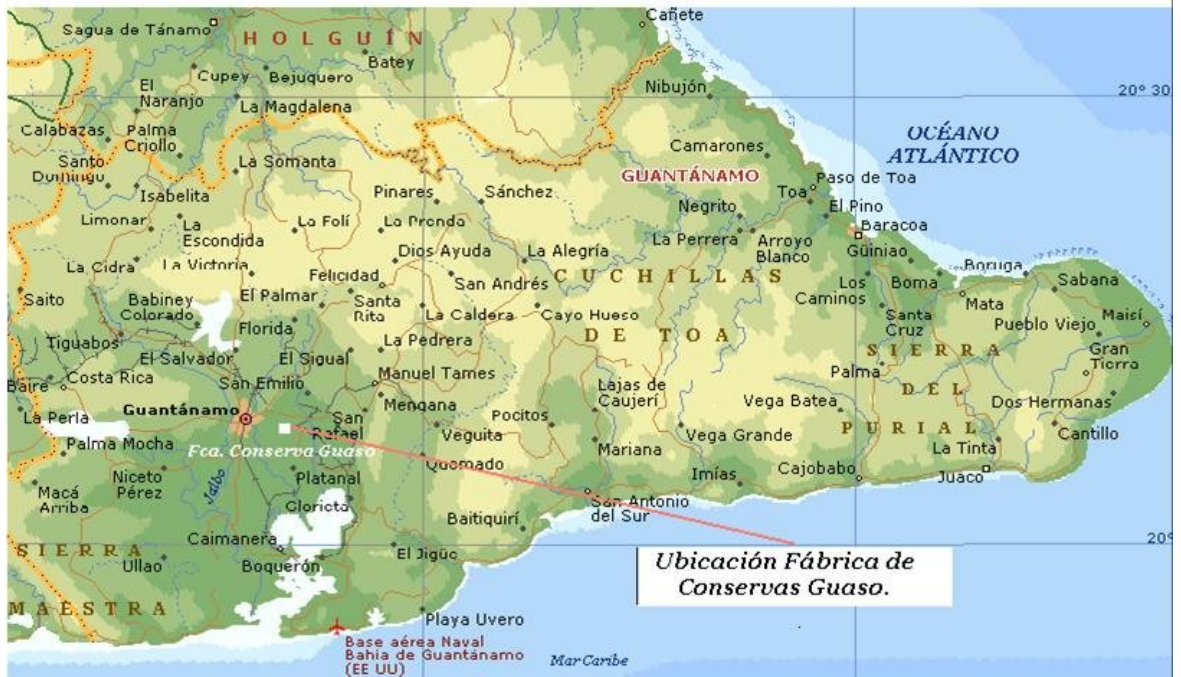 Cañete
Sagua de Tánamo
HOLGUÍN
Batey
Cupey
Bejuquero
El
Naranjo
La Magdalena
Nibujón
20° 30
Calabazas
Palma
Criollo
OCÉANO
ATLÁNTICO
Camarones
Santo
Domingo
La Somanta
GUANTÁNAMO
Paso de Toa
Isabelita
Pinares
Sánchez
Toa
Negrito
El Pino
Limonar
La
Escondida
La Folí
La Prenda
Baracoa
La Perrera
Arroyo
Blanco
Güiniao
Dios Ayuda
La Alegría
La Cidra
La Victoria
Felicidad
San Andrés
CUCHILLAS
Los
Caminos
Boma
Boruga
Sabana
Saito
Babiney
Colorado
El Palmar
Santa
Rita
La Caldera
Cayo Hueso
Mata
Maisí
Santa
Cruz
Florida
DE TOA
Pueblo Viejo
Tiguabos
La Pedrera
SIERRA
Gran
Tierra
El Salvador
El Sigual
Palma
Baire
Costa Rica
San Emilio
Manuel Tames
Lajas de
Caujerí
DEL
Dos Hermanas
La Perla
Guantánamo
San
Rafael
Mengana
Pocitos
Vega Batea
PURIAL
Cantillo
Palma Mocha
Fca. Conserva Guaso
Veguita
Mariana
Vega Grande
La Tinta
Quemado
Niceto
Pérez
Jaibo
Platanal
Imías
Cajobabo
Juaco
Macá
Arriba
Glorieta
San Antonio
del Sur
Baitiquirí
Caimanera
20°
SIERRA
Ullao
Boquerón
El Jigüe
Ubicación Fábrica de
Conservas Guaso.
MAESTRA
Playa Uvero
Base aérea Naval
Bahía de Guantánamo
(EE UU)
Mar Caribe